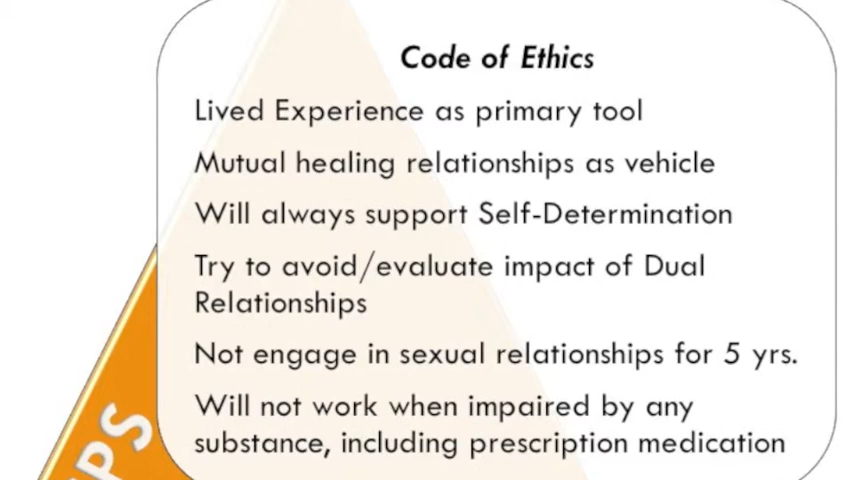 Code of Ethics
Lived Experience as primary tool
Mutual healing relationships as vehicle
Will always support Self-Determination
Try to avoid/evaluate impact of Dual
Relationships
Not engage in sexual relationships for 5 yrs.
Will not work when impaired by any
substance, including prescription medication